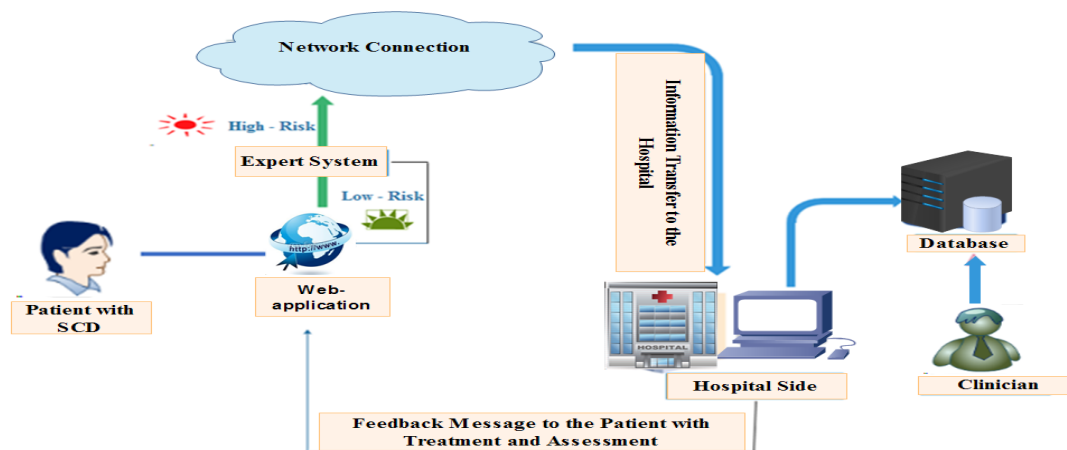 Network Connection
High - Risk
Expert System
Low - Risk
http://www.
Web-
application
Patient with
SCD
Information Transfer to the
Hospital
HOSPITAL
Hospital Side
Database
Clinician
Feedback Message to the Patient with
Treatment and Assessment